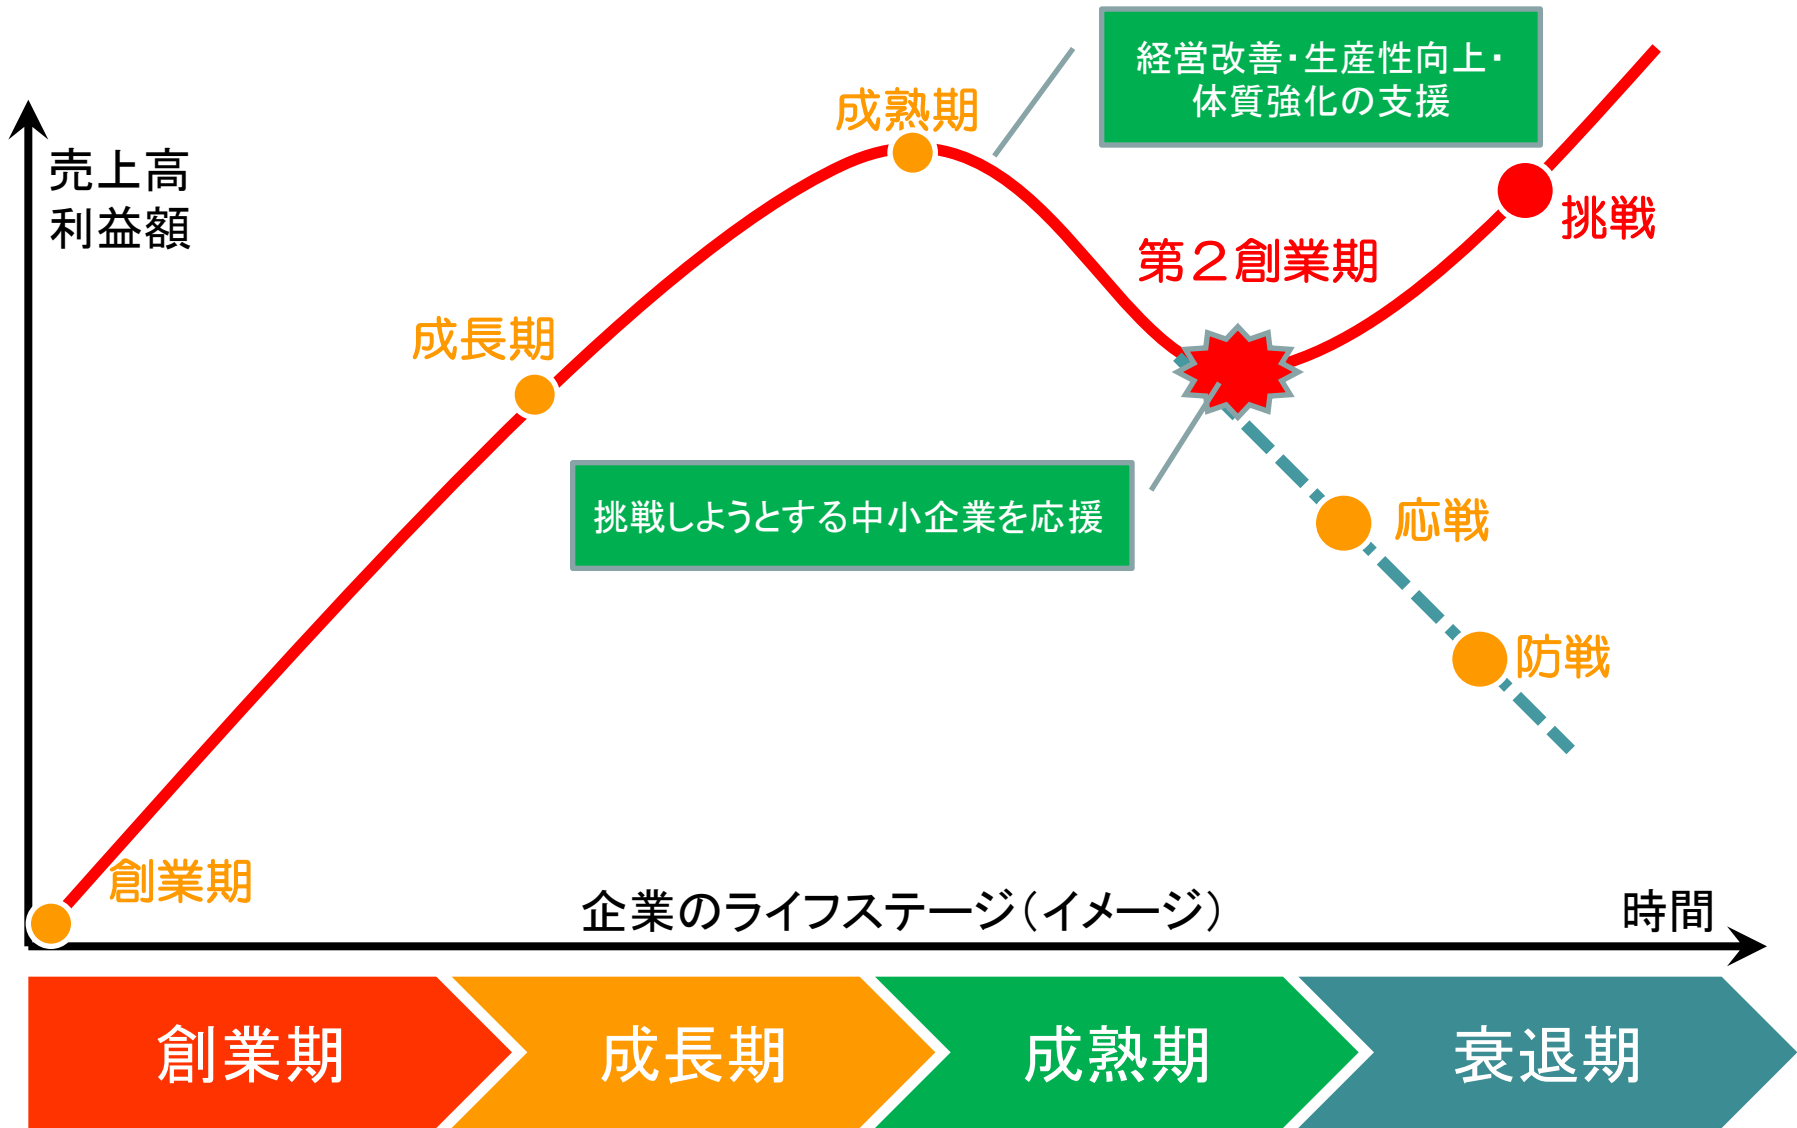 経営改善・生産性向上・
体質強化の支援
成熟期
売上高
利益額
挑戦
第２創業期
成長期
挑戦しようとする中小企業を応援
応戦
防戦
創業期
企業のライフステージ（イメージ）
時間
創業期
成長期
成熟期
衰退期